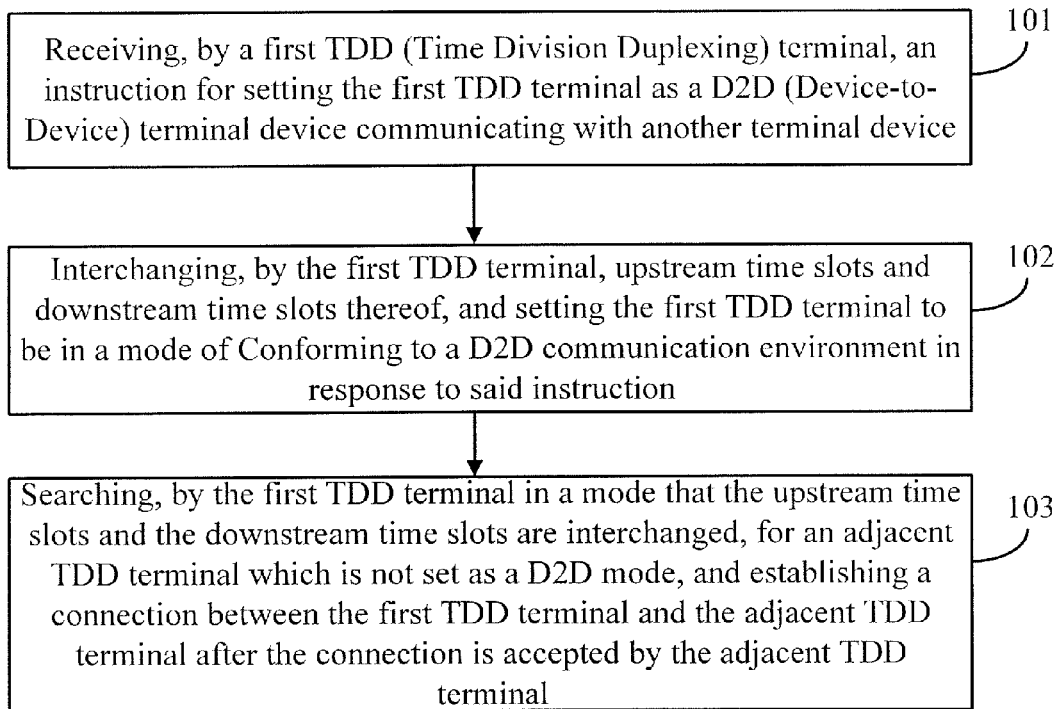 Receiving, by a first TDD (Time Division Duplexing) terminal, an
instruction for setting the first TDD terminal as a D2D (Device-to-
Device) terminal device communicating with another terminal device
101
Interchanging, by the first TDD terminal, upstream time slots and
downstream time slots thereof, and setting the first TDD terminal to
be in a mode of Conforming to a D2D communication environment in
response to said instruction
102
Searching, by the first TDD terminal in a mode that the upstream time
slots and the downstream time slots are interchanged, for an adjacent
TDD terminal which is not set as a D2D mode, and establishing a
connection between the first TDD terminal and the adjacent TDD
terminal after the connection is accepted by the adjacent TDD
terminal
103